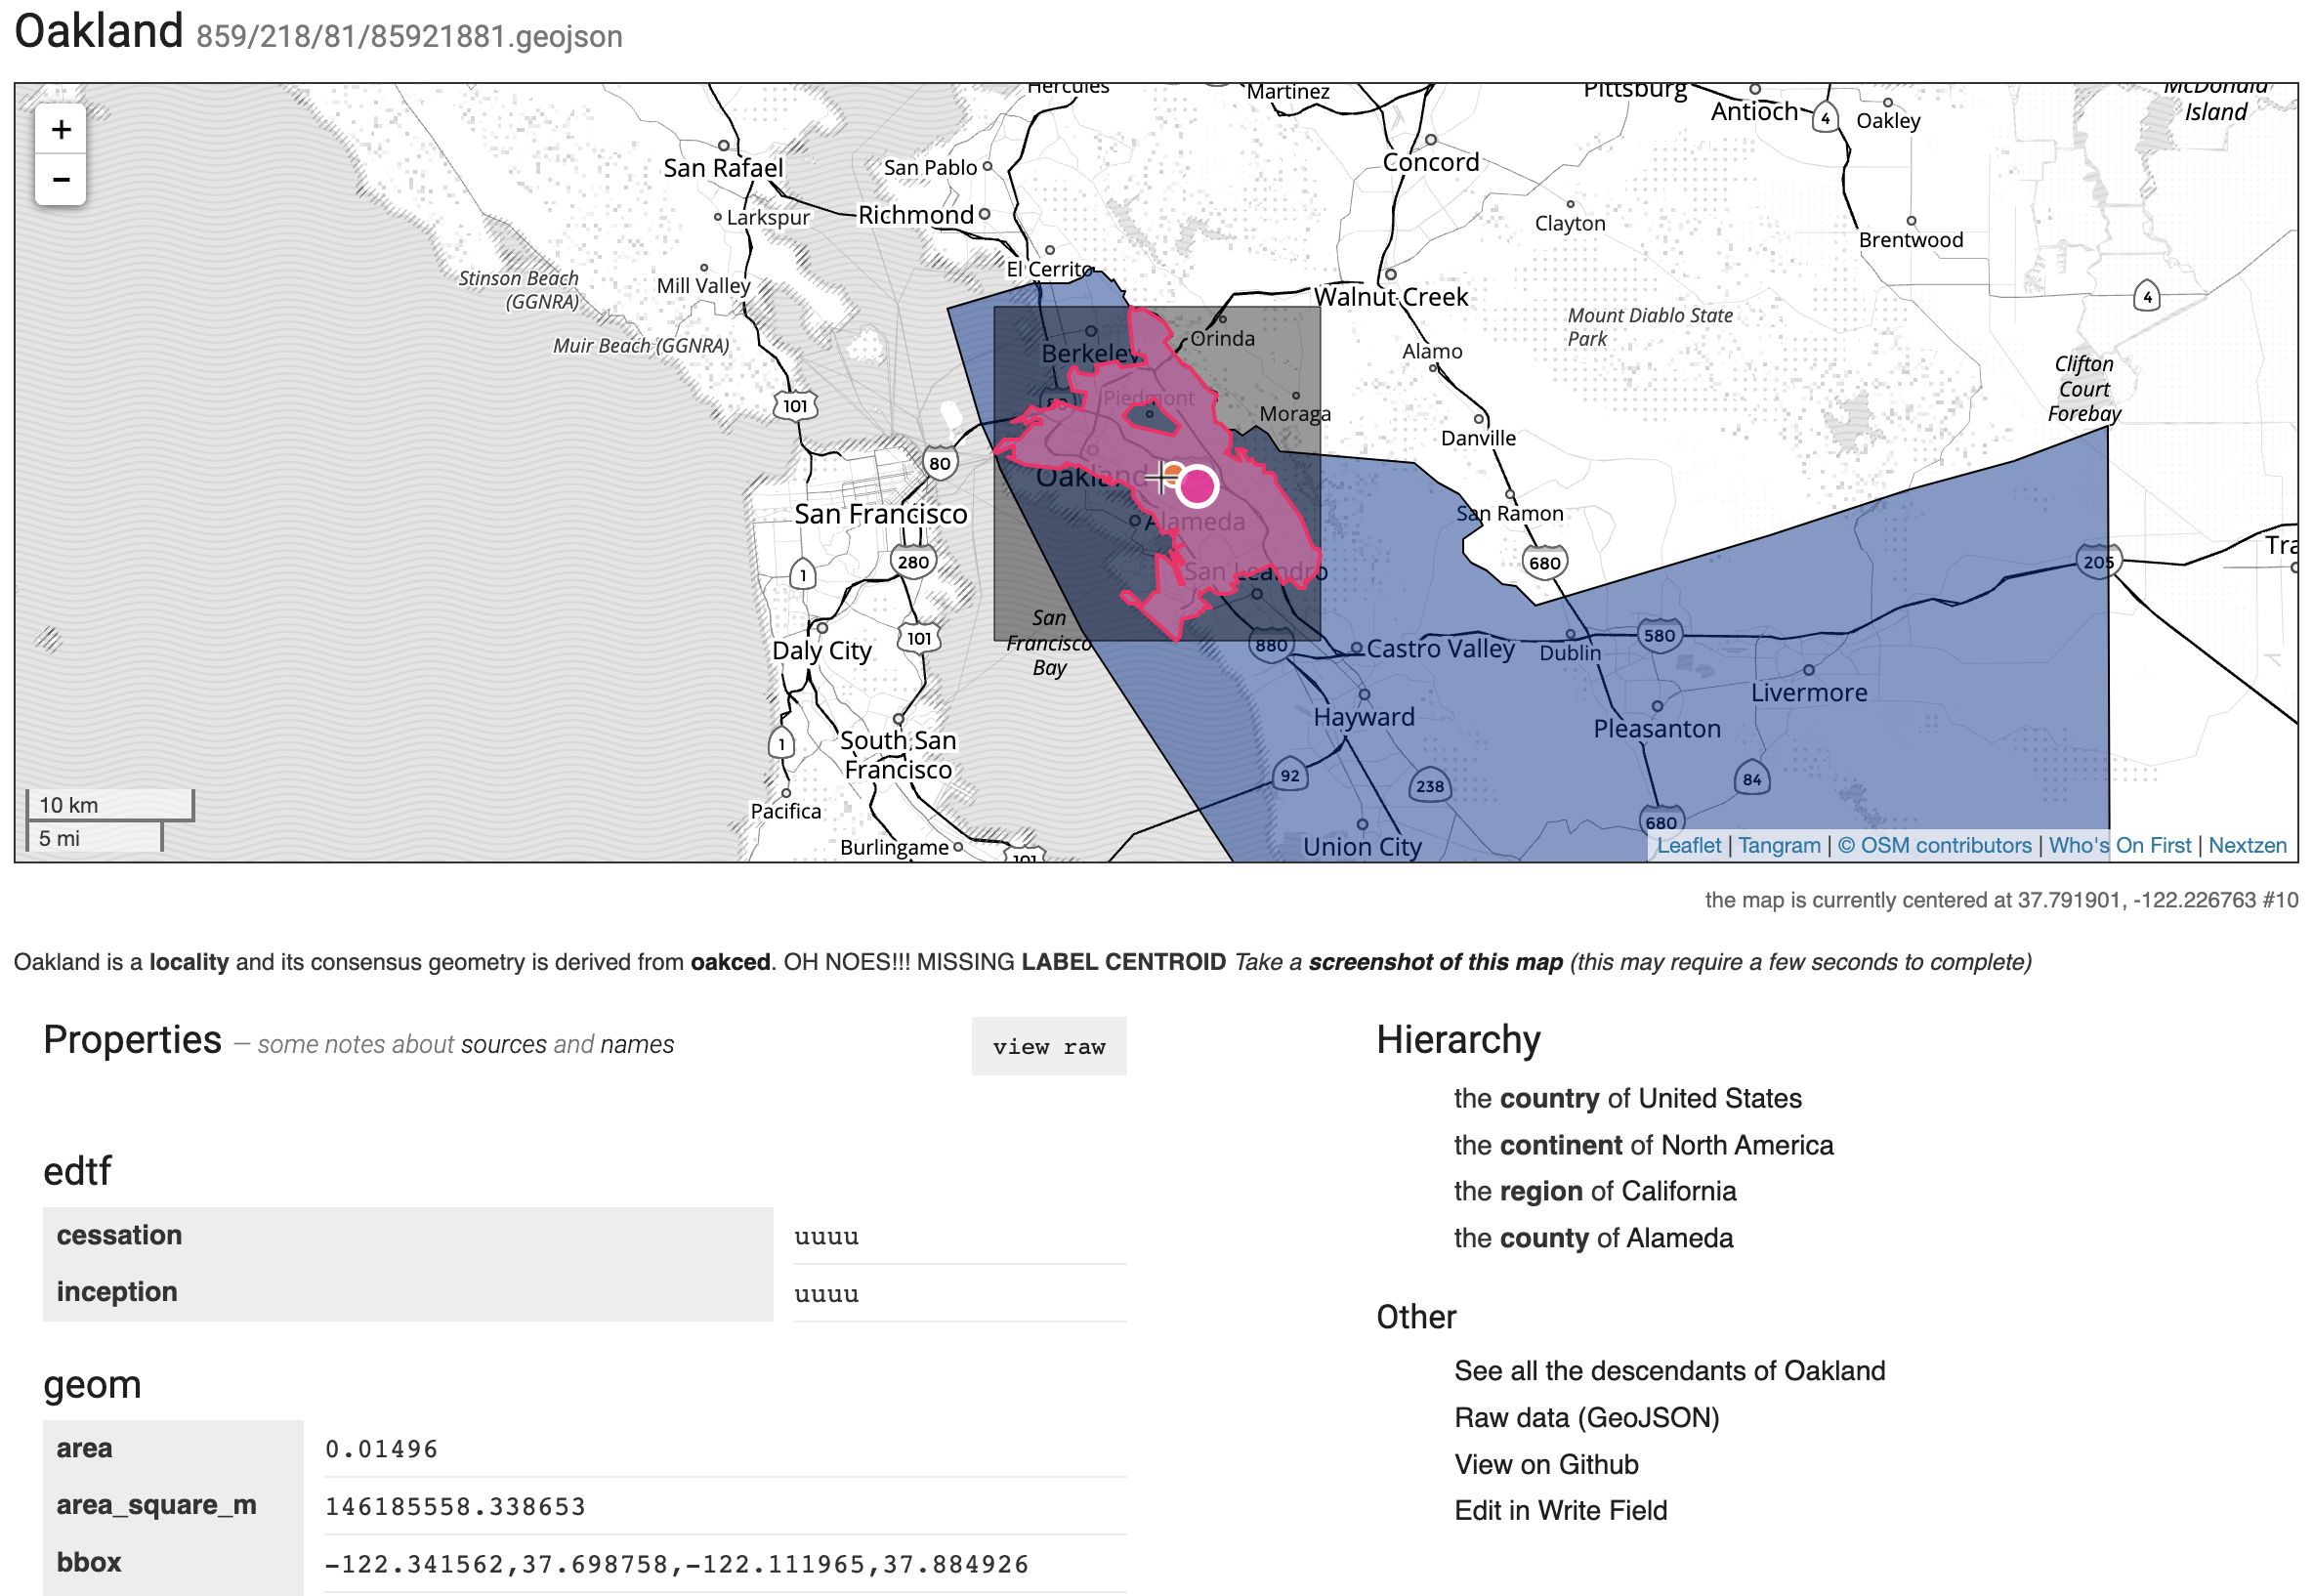 Oakland 859/218/81/85921881.geojson
+
−
Hercules
Martinez
Pittsburg
Antioch
4
Oakley
McDonald
Island
San Rafael
San Pablo
Concord
Larkspur
Richmond
Clayton
Brentwood
El Cerrito
Stinson Beach
(GGNRA)
Mill Valley
Walnut Creek
4
Muir Beach (GGNRA)
Orinda
Mount Diablo State
Park
Berkeley
Alamo
Clifton
Court
Forebay
101
80
Piedmont
Moraga
Danville
80
Oakland
San Francisco
Alameda
San Ramon
280
1
San Leandro
680
205
Tra
San
Francisco
Bay
101
Daly City
880
Castro Valley
Dublin
580
Livermore
Hayward
Pleasanton
1
South San
Francisco
92
238
84
10 km
5 mi
Pacifica
680
Burlingame
101
Union City
Leaflet | Tangram | © OSM contributors | Who's On First | Nextzen
the map is currently centered at 37.791901, -122.226763 #10
Oakland is a locality and its consensus geometry is derived from oakced. OH NOES!!! MISSING LABEL CENTROID Take a screenshot of this map (this may require a few seconds to complete)
Properties — some notes about sources and names
view raw
edtf
cessation uuuu
inception uuuu
geom
area 0.01496
area_square_m 146185558.338653
bbox -122.341562,37.698758,-122.111965,37.884926
Hierarchy
the country of United States
the continent of North America
the region of California
the county of Alameda
Other
See all the descendants of Oakland
Raw data (GeoJSON)
View on Github
Edit in Write Field